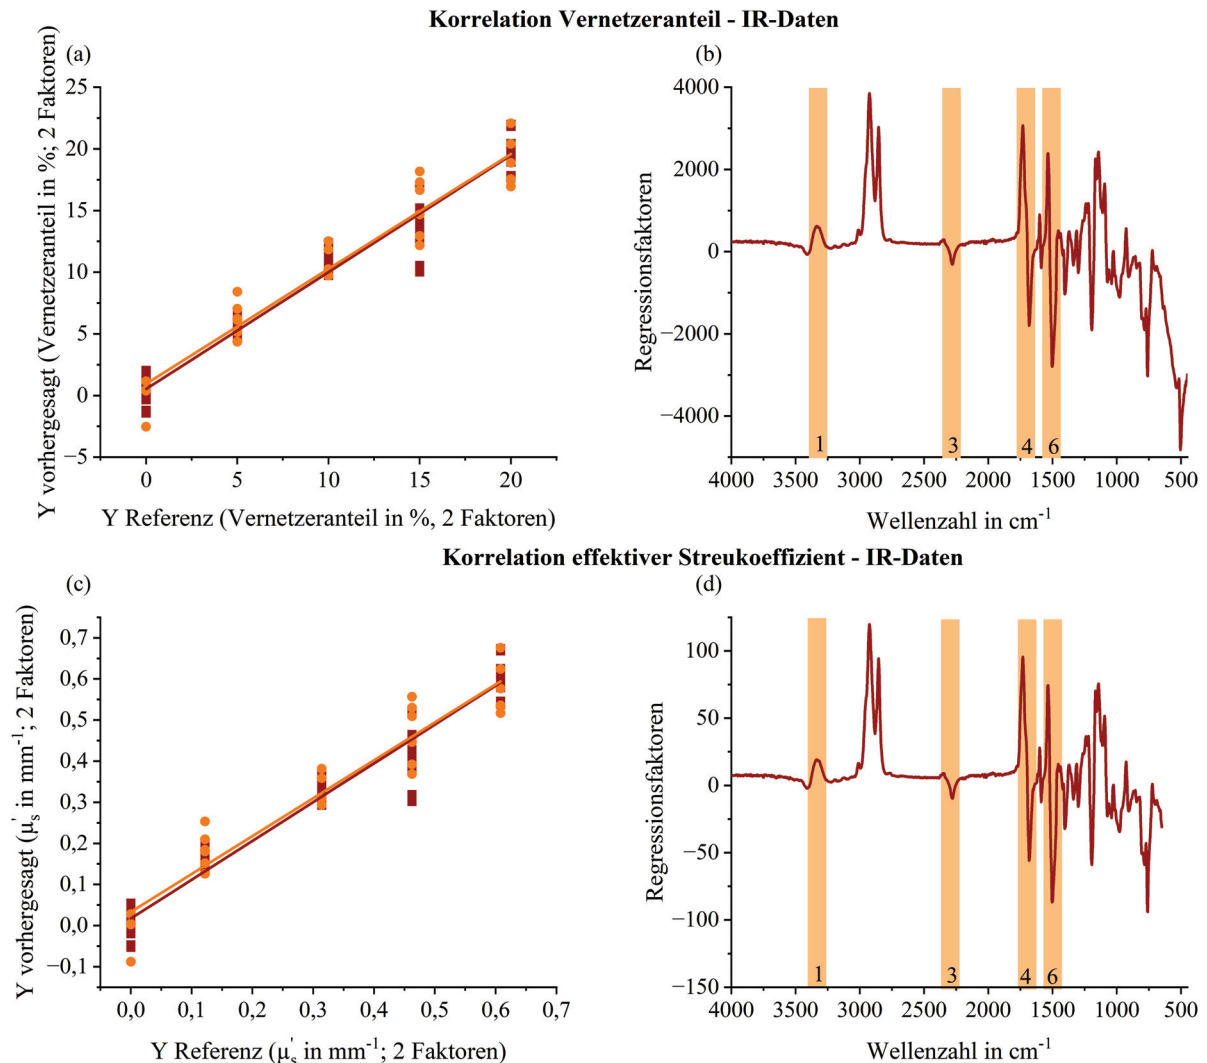 Korrelation Vernetzeranteil - IR-Daten
(a)
Y vorhergesagt (Vernetzeranteil in %; 2 Faktoren)
25
20
15
10
5
0
−5
0 5 10 15 20
Y Referenz (Vernetzeranteil in %, 2 Faktoren)
(b)
Regressionsfaktoren
4000
2000
0
−2000
−4000
1 3 4 6
4000 3500 3000 2500 2000 1500 1000 500
Wellenzahl in cm⁻¹
Korrelation effektiver Streukoeffizient - IR-Daten
(c)
Y vorhergesagt (μₛ' in mm⁻¹; 2 Faktoren)
0,7
0,6
0,5
0,4
0,3
0,2
0,1
0,0
−0,1
0,0 0,1 0,2 0,3 0,4 0,5 0,6 0,7
Y Referenz (μₛ' in mm⁻¹; 2 Faktoren)
(d)
Regressionsfaktoren
100
50
0
−50
−100
−150
1 3 4 6
4000 3500 3000 2500 2000 1500 1000 500
Wellenzahl in cm⁻¹